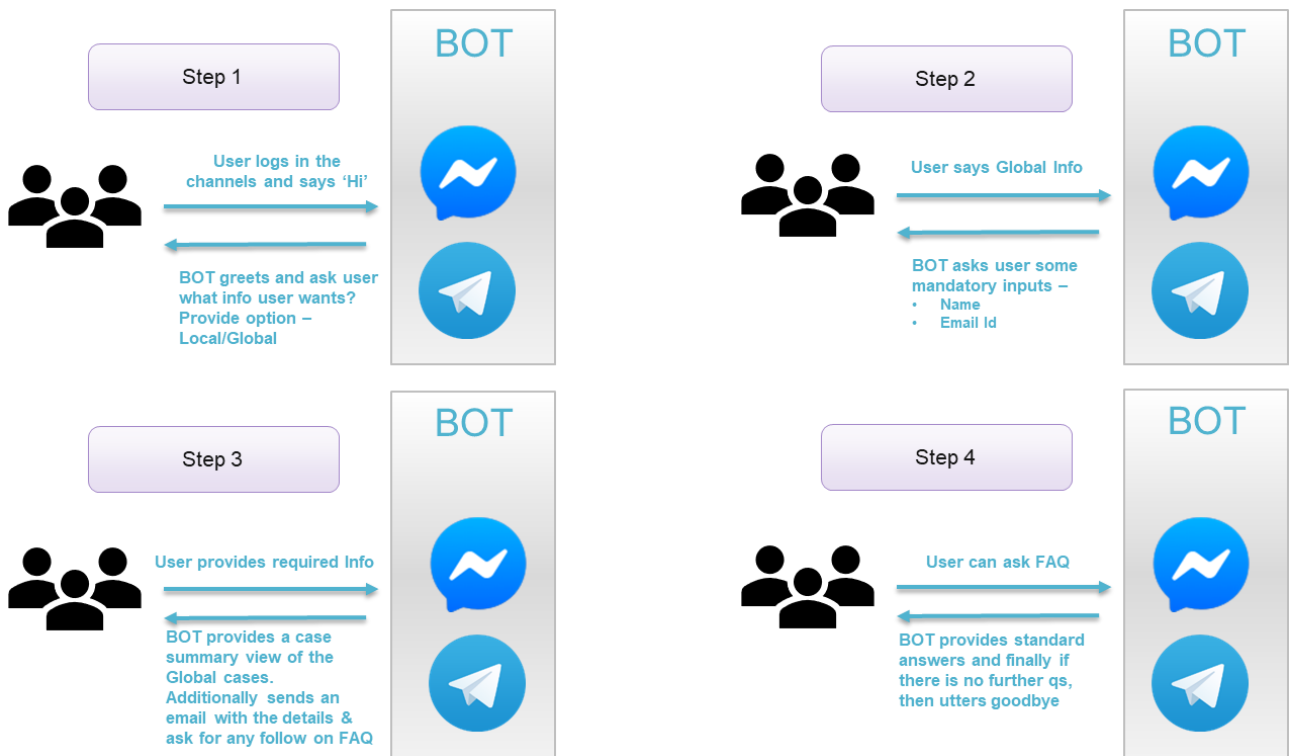 Step 1
BOT
User logs in the
channels and says ‘Hi’
BOT greets and ask user
what info user wants?
Provide option –
Local/Global
Step 2
BOT
User says Global Info
BOT asks user some
mandatory inputs –
• Name
• Email Id
Step 3
BOT
User provides required Info
BOT provides a case
summary view of the
Global cases.
Additionally sends an
email with the details &
ask for any follow on FAQ
Step 4
BOT
User can ask FAQ
BOT provides standard
answers and finally if
there is no further qs,
then utters goodbye